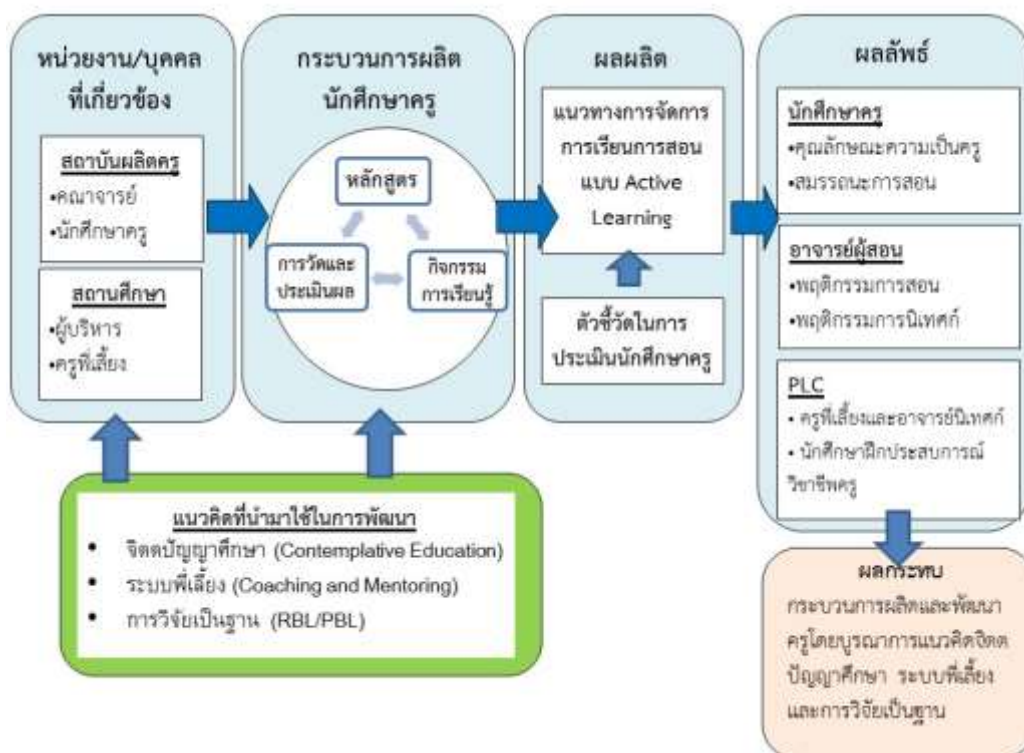 หน่วยงาน/บุคคล
ที่เกี่ยวข้อง
สถาบันผลิตครู
•คณาจารย์
•นักศึกษาครู
สถานศึกษา
•ผู้บริหาร
•ครูพี่เลี้ยง
กระบวนการผลิต
นักศึกษาครู
หลักสูตร
การวัดและ
ประเมินผล
กิจกรรม
การเรียนรู้
ผลผลิต
แนวทางการจัดการ
การเรียนการสอน
แบบ Active
Learning
ตัวชี้วัดในการ
ประเมินนักศึกษาครู
ผลลัพธ์
นักศึกษาครู
•คุณลักษณะความเป็นครู
•สมรรถนะการสอน
อาจารย์ผู้สอน
•พฤติกรรมการสอน
•พฤติกรรมการนิเทศก์
PLC
• ครูพี่เลี้ยงและอาจารย์นิเทศก์
• นักศึกษาฝึกประสบการณ์
วิชาชีพครู
แนวคิดที่นำมาใช้ในการพัฒนา
• จิตตปัญญาศึกษา (Contemplative Education)
• ระบบพี่เลี้ยง (Coaching and Mentoring)
• การวิจัยเป็นฐาน (RBL/PBL)
ผลกระทบ
กระบวนการผลิตและพัฒนา
ครูโดยบูรณาการแนวคิดจิตต
ปัญญาศึกษา ระบบพี่เลี้ยง
และการวิจัยเป็นฐาน